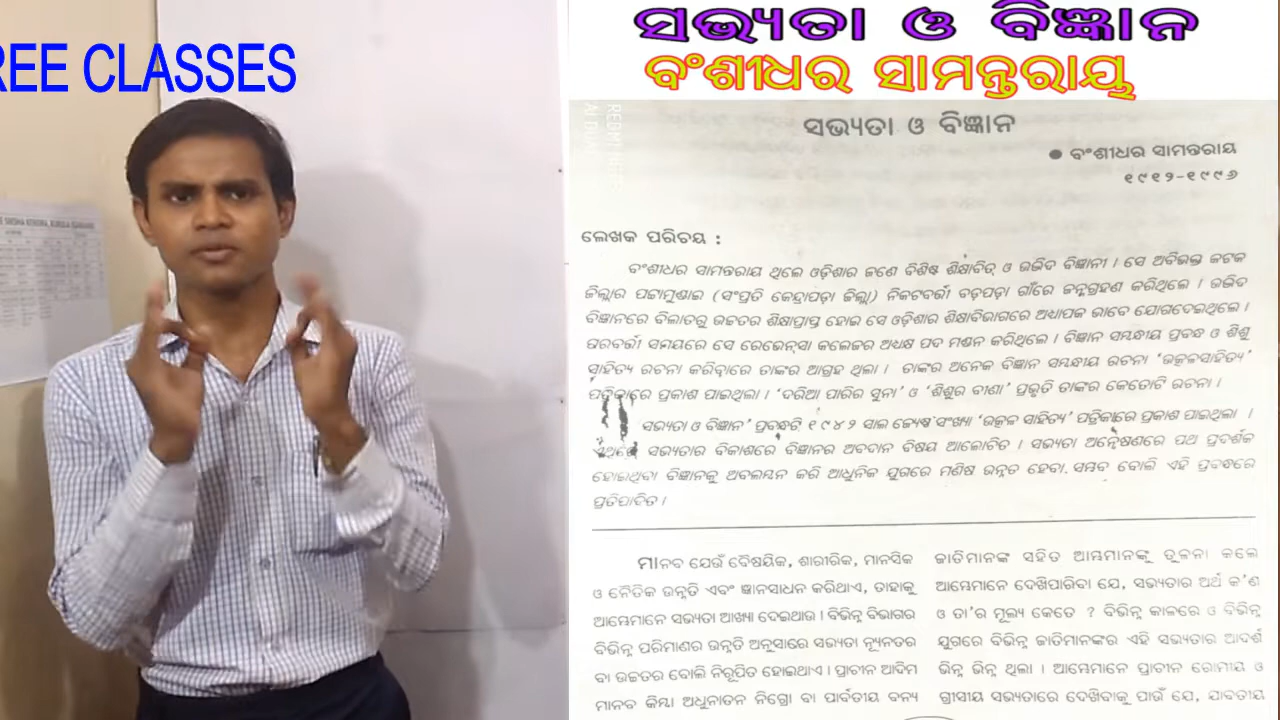 REE CLASSES
ସଭ୍ୟତା ଓ ବିଜ୍ଞାନ
ବଂଶୀଧର ସାମନ୍ତରାୟ
ସଭ୍ୟତା ଓ ବିଜ୍ଞାନ
● ବଂଶୀଧର ସାମନ୍ତରାୟ
୧୯୧୨-୧୯୯୬
ଲେଖକ ପରିଚୟ :
ବଂଶୀଧର ସାମନ୍ତରାୟ ଥିଲେ ଓଡ଼ିଶାର ଜଣେ ବିଶିଷ୍ଟ ଶିକ୍ଷାବିଦ୍ ଓ ଉଦ୍ଭିଦ ବିଜ୍ଞାନୀ । ସେ ଅବିଭକ୍ତ କଟକ
ଜିଲ୍ଲାର ପଟ୍ଟାମୁଣ୍ଡାଇ (ସଂପ୍ରତି କେନ୍ଦ୍ରାପଡ଼ା ଜିଲ୍ଲା) ନିକଟବର୍ତ୍ତୀ ବଡ଼ପଡ଼ା ଗାଁରେ ଜନ୍ମଗ୍ରହଣ କରିଥିଲେ । ଉଦ୍ଭିଦ
ବିଜ୍ଞାନରେ ବିଲାତରୁ ଉଚ୍ଚତର ଶିକ୍ଷାପ୍ରାପ୍ତ ହୋଇ ସେ ଓଡ଼ିଶାର ଶିକ୍ଷାବିଭାଗରେ ଅଧାପକ ଭାବେ ଯୋଗଦେଇଥିଲେ ।
ପରବର୍ତ୍ତୀ ସମୟରେ ସେ ରେଭେନ୍ସା କଲେଜର ଅଧକ୍ଷ ପଦ ମଣ୍ଡନ କରିଥିଲେ । ବିଜ୍ଞାନ ସମ୍ବନ୍ଧୀୟ ପ୍ରବନ୍ଧ ଓ ଶିଶୁ
ସାହିତ୍ୟ ରଚନା କରିବାରେ ତାଙ୍କର ଆଗ୍ରହ ଥିଲା । ତାଙ୍କର ଅନେକ ବିଜ୍ଞାନ ସମ୍ବନ୍ଧୀୟ ରଚନା ‘ଉତ୍କଳସାହିତ୍ୟ’
ପତ୍ରିକାରେ ପ୍ରକାଶ ପାଇଥିଲା । ‘ଦରିଆ ପାରିର ସୁନା’ ଓ ‘ଶିଶୁର ବୀଣା’ ପ୍ରଭୃତି ତାଙ୍କର କେତୋଟି ରଚନା ।
ସଭ୍ୟତା ଓ ବିଜ୍ଞାନ’ ପ୍ରବନ୍ଧଟି ୧୯୪୨ ସାଲ ଜ୍ୟେଷ୍ଠ ସଂଖ୍ୟା ‘ଉତ୍କଳ ସାହିତ୍ୟ’ ପତ୍ରିକାରେ ପ୍ରକାଶ ପାଇଥିଲା ।
ସଭ୍ୟତାର ବିକାଶରେ ବିଜ୍ଞାନର ଅବଦାନ ବିଷୟ ଆଲୋଚିତ । ସଭ୍ୟତା ଅନ୍ୱେଷଣରେ ପଥ ପ୍ରଦର୍ଶକ
ହୋଇଥିବା ବିଜ୍ଞାନକୁ ଅବଲମ୍ବନ କରି ଆଧୁନିକ ଯୁଗରେ ମଣିଷ ଉନ୍ନତ ହେବା ସମ୍ଭବ ବୋଲି ଏହି ପ୍ରବନ୍ଧରେ
ପ୍ରତିପାଦିତ ।
ମାନବ ଯେଉଁ ବୈଷୟିକ, ଶାରୀରିକ, ମାନସିକ
ଓ ନୈତିକ ଉନ୍ନତି ଏବଂ ଜ୍ଞାନସାଧନ କରିଥାଏ, ତାହାକୁ
ଆମ୍ଭେମାନେ ସଭ୍ୟତା ଆଖ୍ୟା ଦେଇଥାଉ । ବିଭିନ୍ନ ବିଭାଗର
ବିଭିନ୍ନ ପରିମାଣର ଉନ୍ନତି ଅନୁସାରେ ସଭ୍ୟତା ନ୍ୟୂନତର
ବା ଉଚ୍ଚତର ବୋଲି ନିରୂପିତ ହୋଇଥାଏ । ପ୍ରାଚୀନ ଆଦିମ
ମାନବ କିମ୍ବା ଅଧୁନାତନ ନିଗ୍ରୋ ବା ପାର୍ବତୀୟ ବନ୍ୟ
ଜାତିମାନଙ୍କ ସହିତ ଆମ୍ଭମାନଙ୍କୁ ତୁଳନା କଲେ
ଆମ୍ଭେମାନେ ଦେଖିପାରିବା ଯେ, ସଭ୍ୟତାର ଅର୍ଥ କ’ଣ
ଓ ତା’ର ମୂଲ୍ୟ କେତେ ? ବିଭିନ୍ନ କାଳରେ ଓ ବିଭିନ୍ନ
ଯୁଗରେ ବିଭିନ୍ନ ଜାତିମାନଙ୍କର ଏହି ସଭ୍ୟତାର ଆଦର୍ଶ
ଭିନ୍ନ ଭିନ୍ନ ଥିଲା । ଆମ୍ଭେମାନେ ପ୍ରାଚୀନ ରୋମୀୟ ଓ
ଗ୍ରୀସୀୟ ସଭ୍ୟତାରେ ଦେଖିବାକୁ ପାଉଁ ଯେ, ଯାବତୀୟ